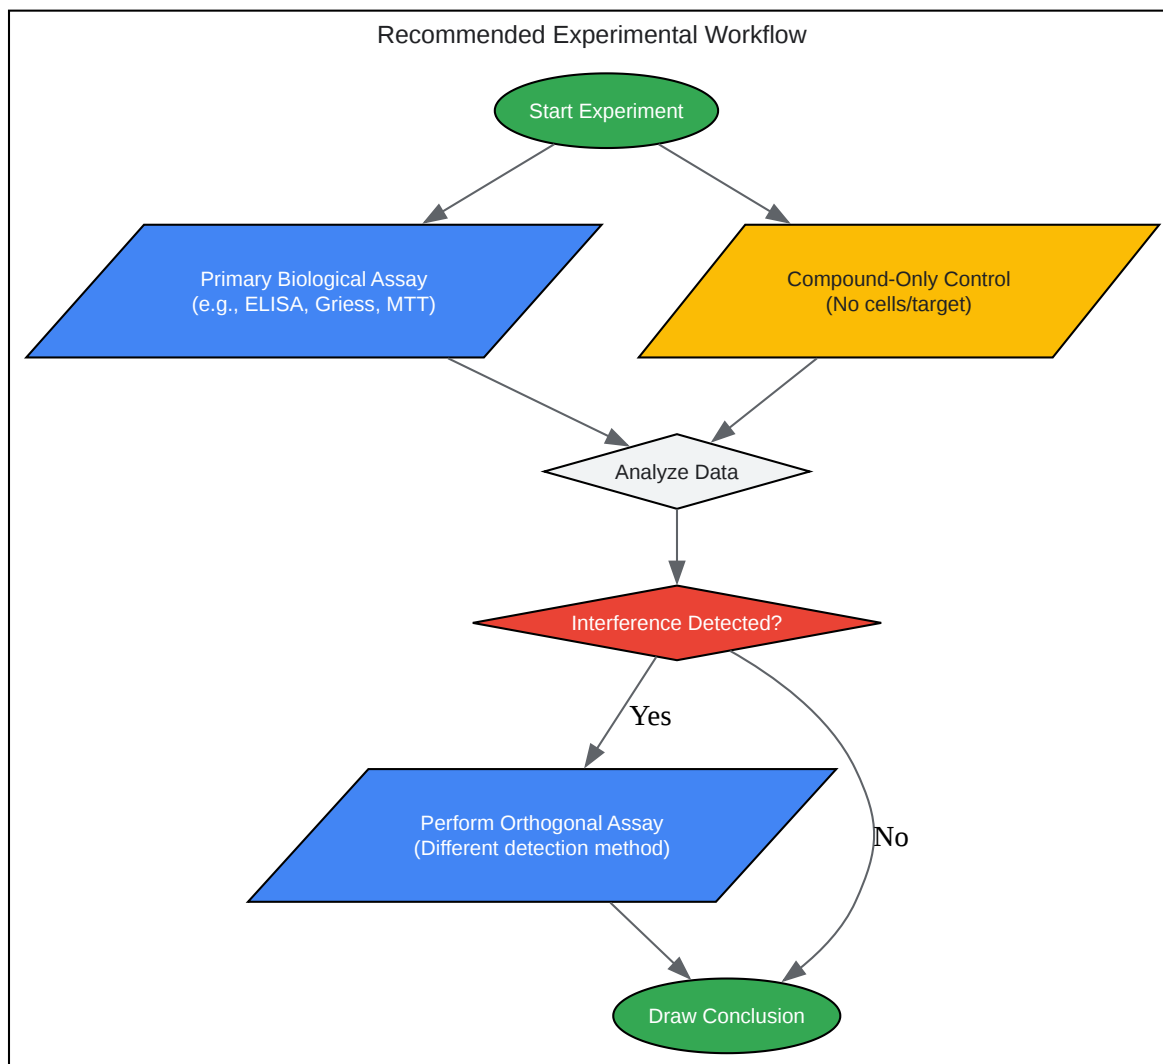 Recommended Experimental Workflow
Start Experiment
Primary Biological Assay
(e.g., ELISA, Griess, MTT)
Compound-Only Control
(No cells/target)
Analyze Data
Interference Detected?
Yes
Perform Orthogonal Assay
(Different detection method)
No
Draw Conclusion